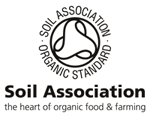 · SOIL ASSOCIATION ·
ORGANIC STANDARD
Soil Association
the heart of organic food & farming